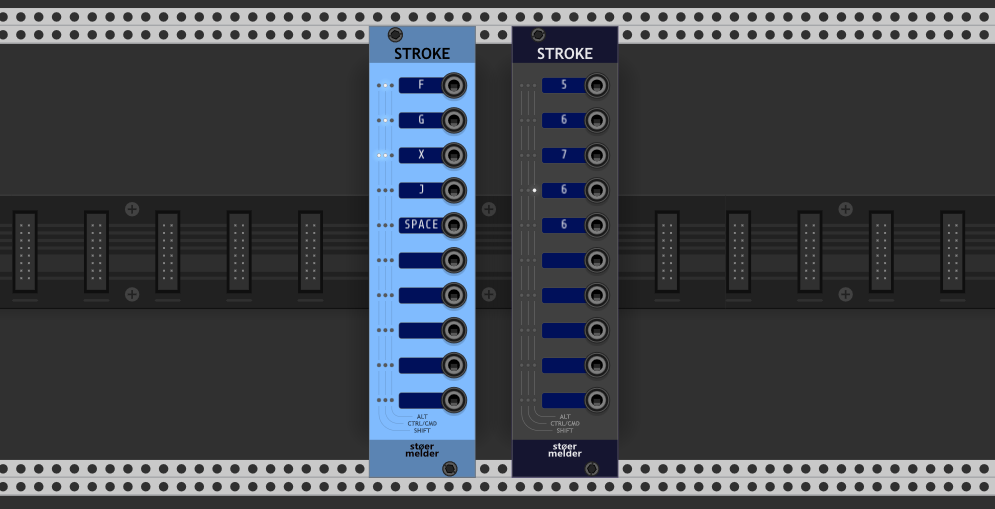 STROKE
F
G
X
J
SPACE
ALT
CTRL/CMD
SHIFT
støer
melder
STROKE
5
6
7
6
6
ALT
CTRL/CMD
SHIFT
støer
melder